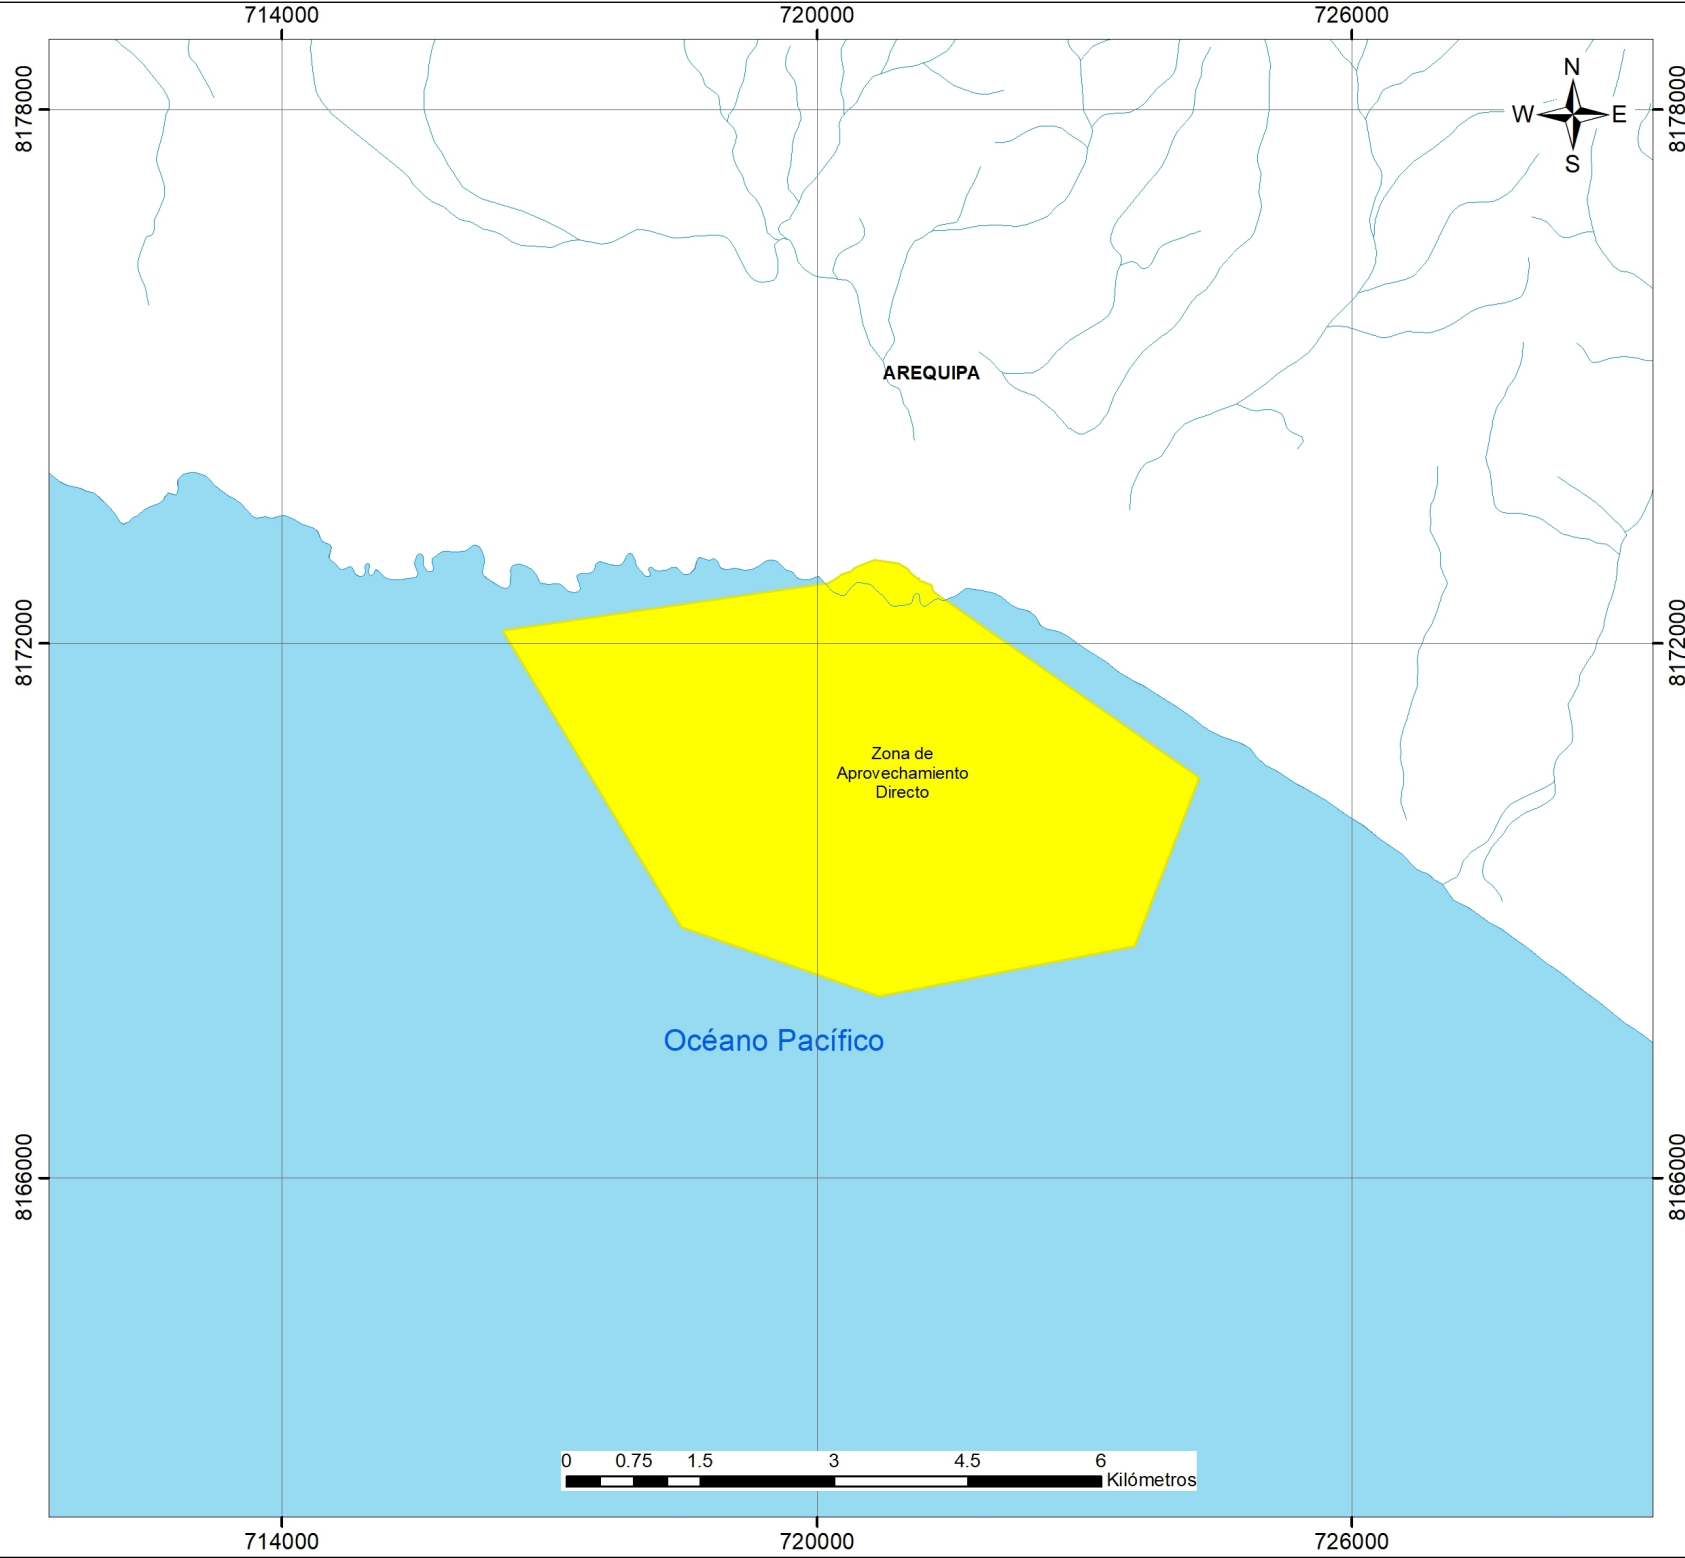 714000
720000
726000
8178000
8178000
N
W
E
S
AREQUIPA
8172000
8172000
Zona de
Aprovechamiento
Directo
Océano Pacífico
8166000
8166000
0 0.75 1.5 3 4.5 6
Kilómetros
714000
720000
726000